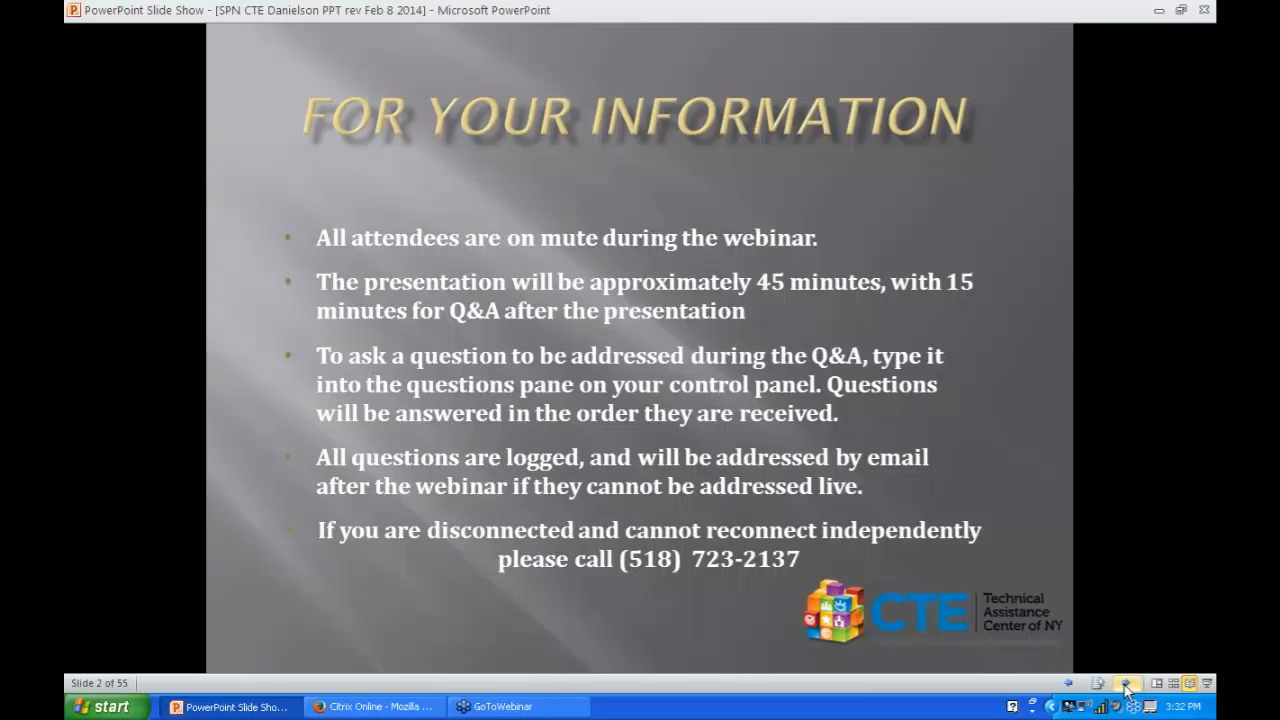 PowerPoint Slide Show - [SPN CTE Danielson PPT rev Feb 8 2014] - Microsoft PowerPoint
FOR YOUR INFORMATION
• All attendees are on mute during the webinar.
• The presentation will be approximately 45 minutes, with 15
minutes for Q&A after the presentation
• To ask a question to be addressed during the Q&A, type it
into the questions pane on your control panel. Questions
will be answered in the order they are received.
• All questions are logged, and will be addressed by email
after the webinar if they cannot be addressed live.
• If you are disconnected and cannot reconnect independently
please call (518) 723-2137
CTE
Technical
Assistance
Center of NY
Slide 2 of 55
start
PowerPoint Slide Sho...
Citrix Online - Mozilla ...
GoToWebinar
3:32 PM